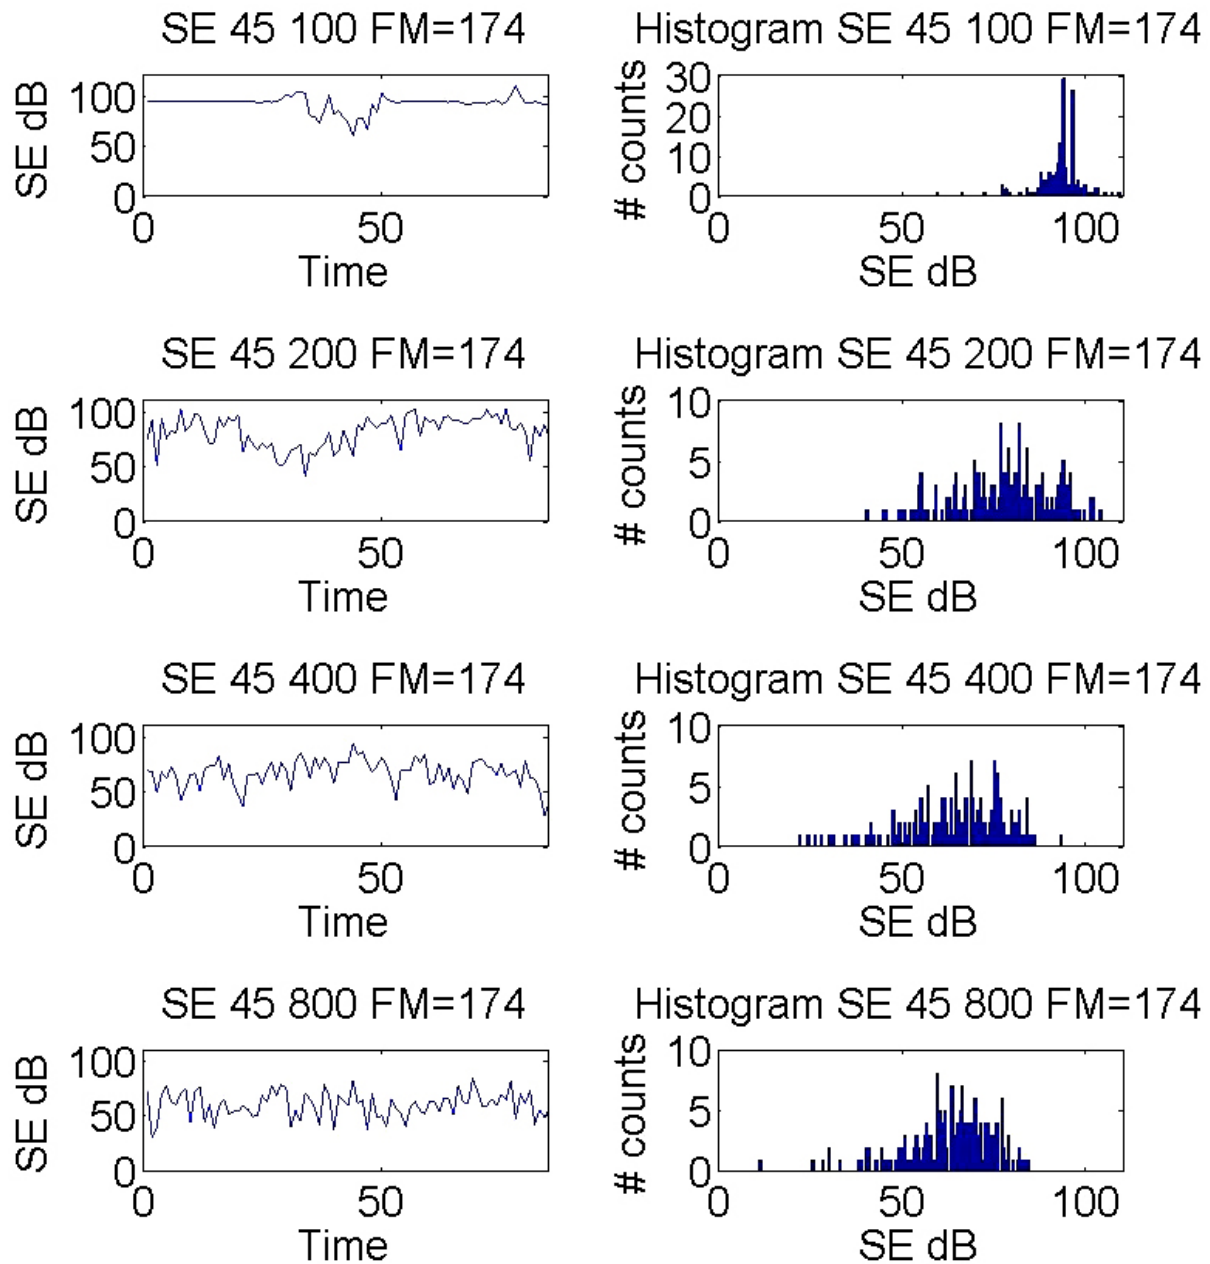 SE 45 100 FM=174
Histogram SE 45 100 FM=174
SE dB
100
50
0
0
50
Time
# counts
30
20
10
0
0
50
100
SE dB
SE 45 200 FM=174
Histogram SE 45 200 FM=174
SE dB
100
50
0
0
50
Time
# counts
10
5
0
0
50
100
SE dB
SE 45 400 FM=174
Histogram SE 45 400 FM=174
SE dB
100
50
0
0
50
Time
# counts
10
5
0
0
50
100
SE dB
SE 45 800 FM=174
Histogram SE 45 800 FM=174
SE dB
100
50
0
0
50
Time
# counts
10
5
0
0
50
100
SE dB